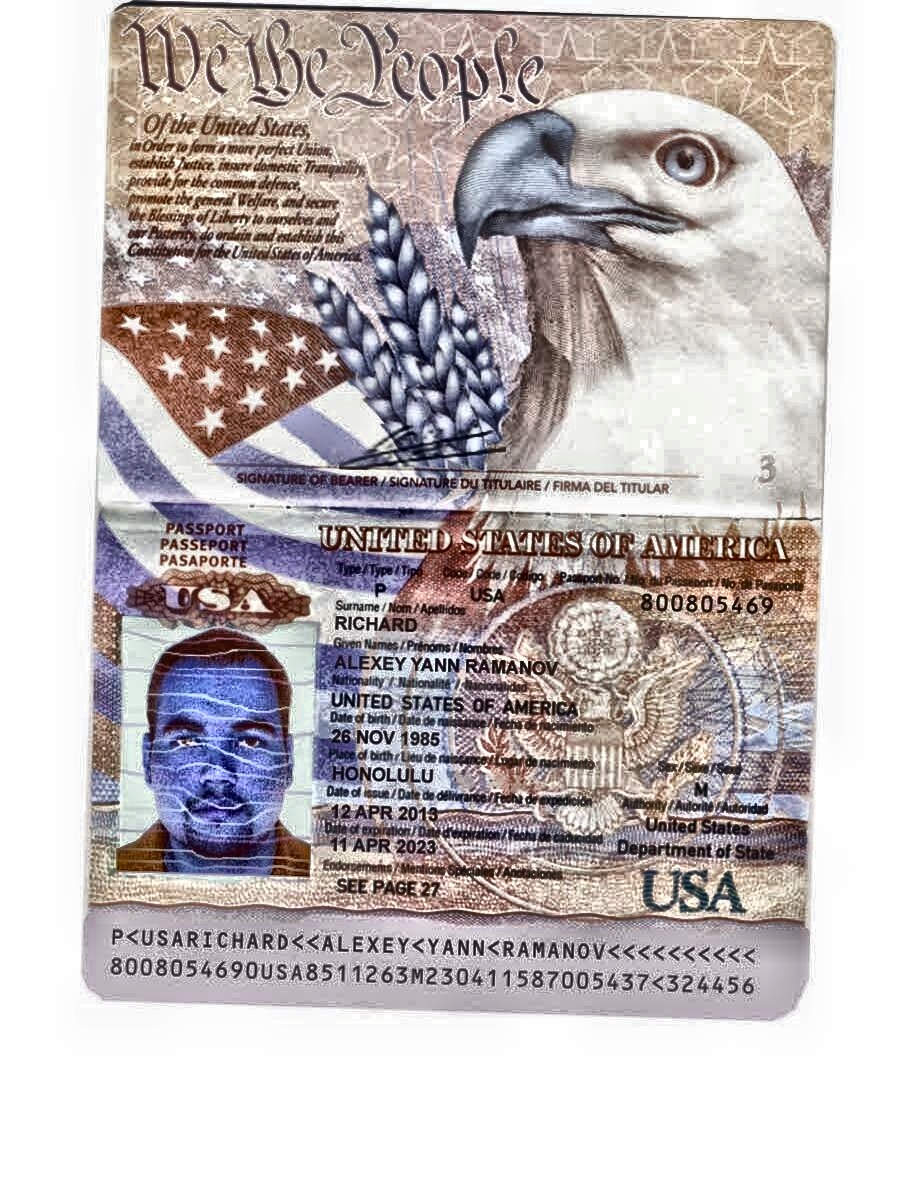 We the People
Of the United States,
in Order to form a more perfect Union,
establish Justice, insure domestic Tranquility,
provide for the common defence,
promote the general Welfare, and secure
the Blessings of Liberty to ourselves and
our Posterity, do ordain and establish this
Constitution for the United States of America.
3
SIGNATURE OF BEARER / SIGNATURE DU TITULAIRE / FIRMA DEL TITULAR
PASSPORT
PASSEPORT
PASAPORTE
USA
UNITED STATES OF AMERICA
Type / Type / Tipo Code / Code / Codigo Passport No. / No. du Passeport / No. de Pasaporte
P USA 800805469
Surname / Nom / Apellidos
RICHARD
Given Names / Prénoms / Nombres
ALEXEY YANN RAMANOV
Nationality / Nationalité / Nacionalidad
UNITED STATES OF AMERICA
Date of birth / Date de naissance / Fecha de nacimiento
26 NOV 1985
Place of birth / Lieu de naissance / Lugar de nacimiento Sex / Sexe / Sexo
HONOLULU M
Date of issue / Date de délivrance / Fecha de expedición Authority / Autorité / Autoridad
12 APR 2013 United States
Date of expiration / Date d'expiration / Fecha de caducidad
11 APR 2023 Department of State
Endorsements / Mentions Spéciales / Anotaciones
SEE PAGE 27 USA
P<USARICHARD<<ALEXEY<YANN<RAMANOV<<<<<<<<<<
8008054690USA8511263M230411587005437<324456